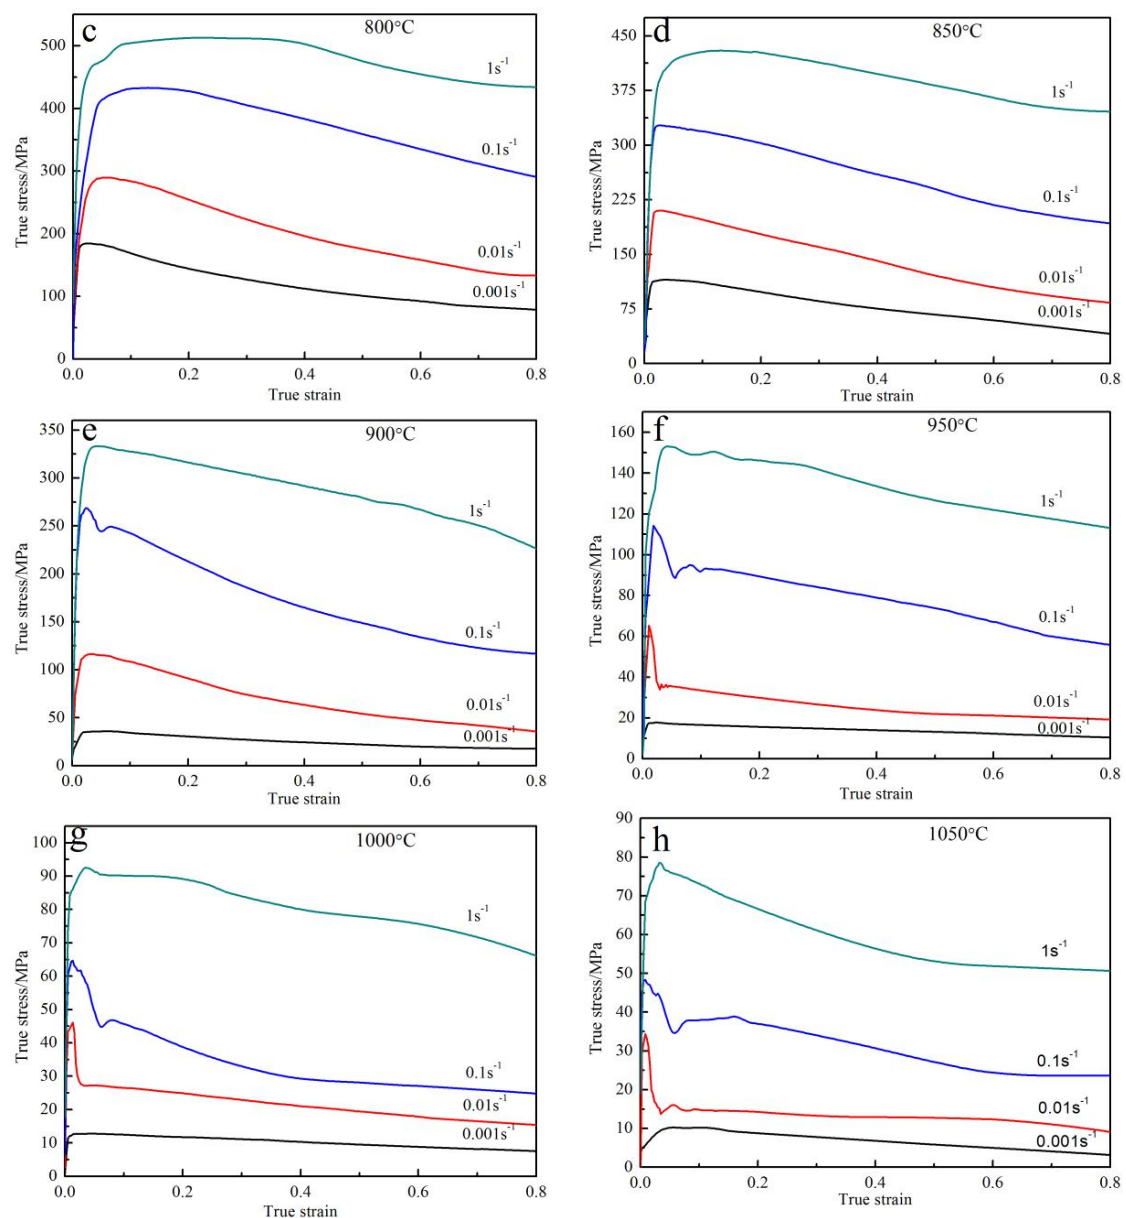 c
800°C
500
400
300
200
100
0
True stress/MPa
1s⁻¹
0.1s⁻¹
0.01s⁻¹
0.001s⁻¹
0.0 0.2 0.4 0.6 0.8
True strain
d
850°C
450
375
300
225
150
75
0
True stress/MPa
1s⁻¹
0.1s⁻¹
0.01s⁻¹
0.001s⁻¹
0.0 0.2 0.4 0.6 0.8
True strain
e
900°C
350
300
250
200
150
100
50
0
True stress/MPa
1s⁻¹
0.1s⁻¹
0.01s⁻¹
0.001s⁻¹
0.0 0.2 0.4 0.6 0.8
True strain
f
950°C
160
140
120
100
80
60
40
20
0
True stress/MPa
1s⁻¹
0.1s⁻¹
0.01s⁻¹
0.001s⁻¹
0.0 0.2 0.4 0.6 0.8
True strain
g
1000°C
100
90
80
70
60
50
40
30
20
10
0
True stress/MPa
1s⁻¹
0.1s⁻¹
0.01s⁻¹
0.001s⁻¹
0.0 0.2 0.4 0.6 0.8
True strain
h
1050°C
90
80
70
60
50
40
30
20
10
0
True stress/MPa
1s⁻¹
0.1s⁻¹
0.01s⁻¹
0.001s⁻¹
0.0 0.2 0.4 0.6 0.8
True strain